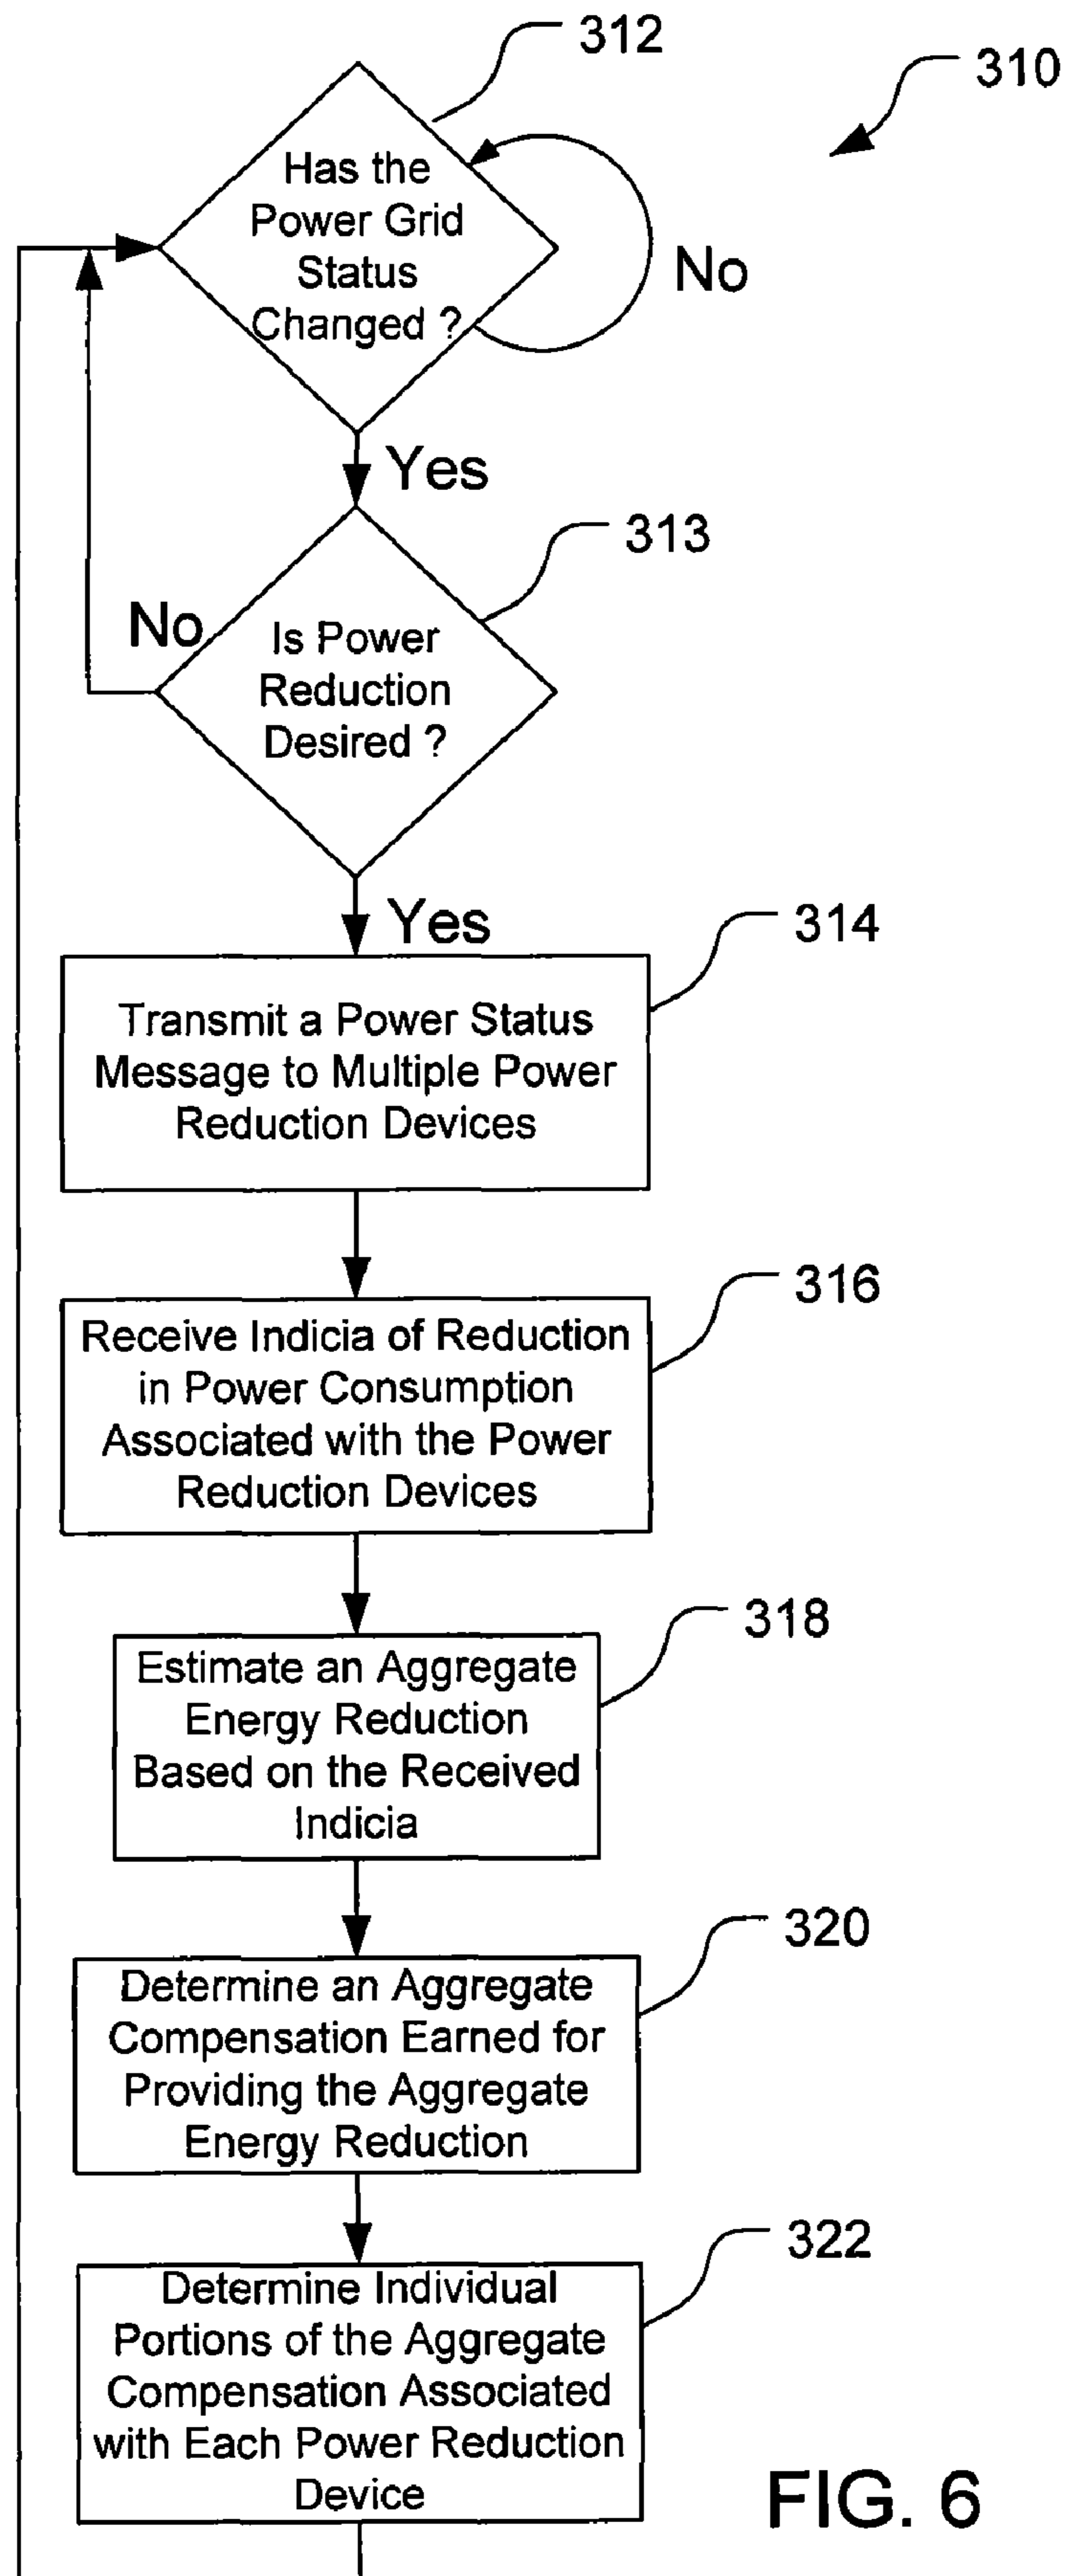 312
310
Has the
Power Grid
Status
Changed ?
No
Yes
313
No
Is Power
Reduction
Desired ?
Yes
314
Transmit a Power Status
Message to Multiple Power
Reduction Devices
316
Receive Indicia of Reduction
in Power Consumption
Associated with the Power
Reduction Devices
318
Estimate an Aggregate
Energy Reduction
Based on the Received
Indicia
320
Determine an Aggregate
Compensation Earned for
Providing the Aggregate
Energy Reduction
322
Determine Individual
Portions of the Aggregate
Compensation Associated
with Each Power Reduction
Device
FIG. 6